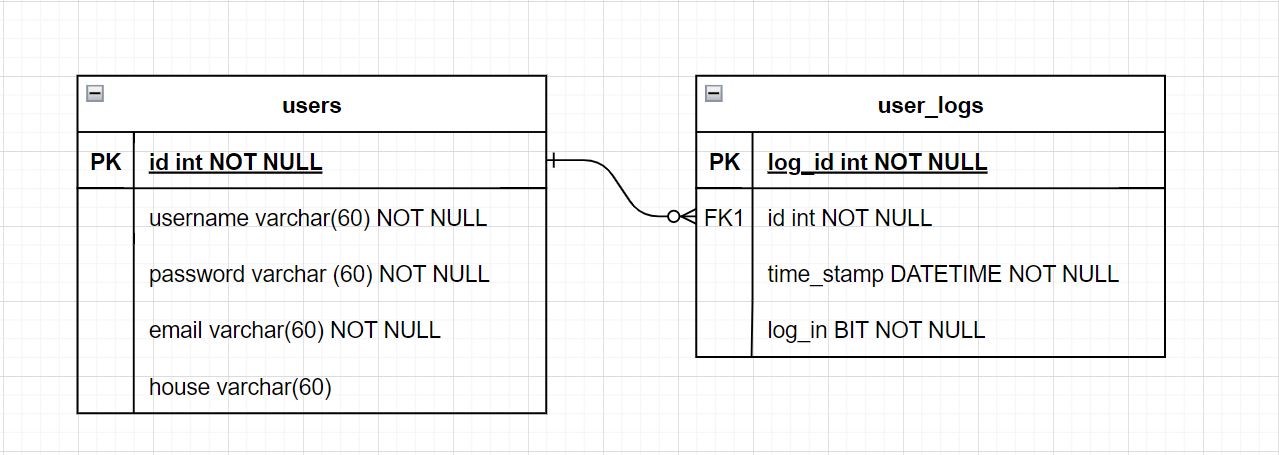 users
PK id int NOT NULL
username varchar(60) NOT NULL
password varchar (60) NOT NULL
email varchar(60) NOT NULL
house varchar(60)
user_logs
PK log_id int NOT NULL
FK1 id int NOT NULL
time_stamp DATETIME NOT NULL
log_in BIT NOT NULL